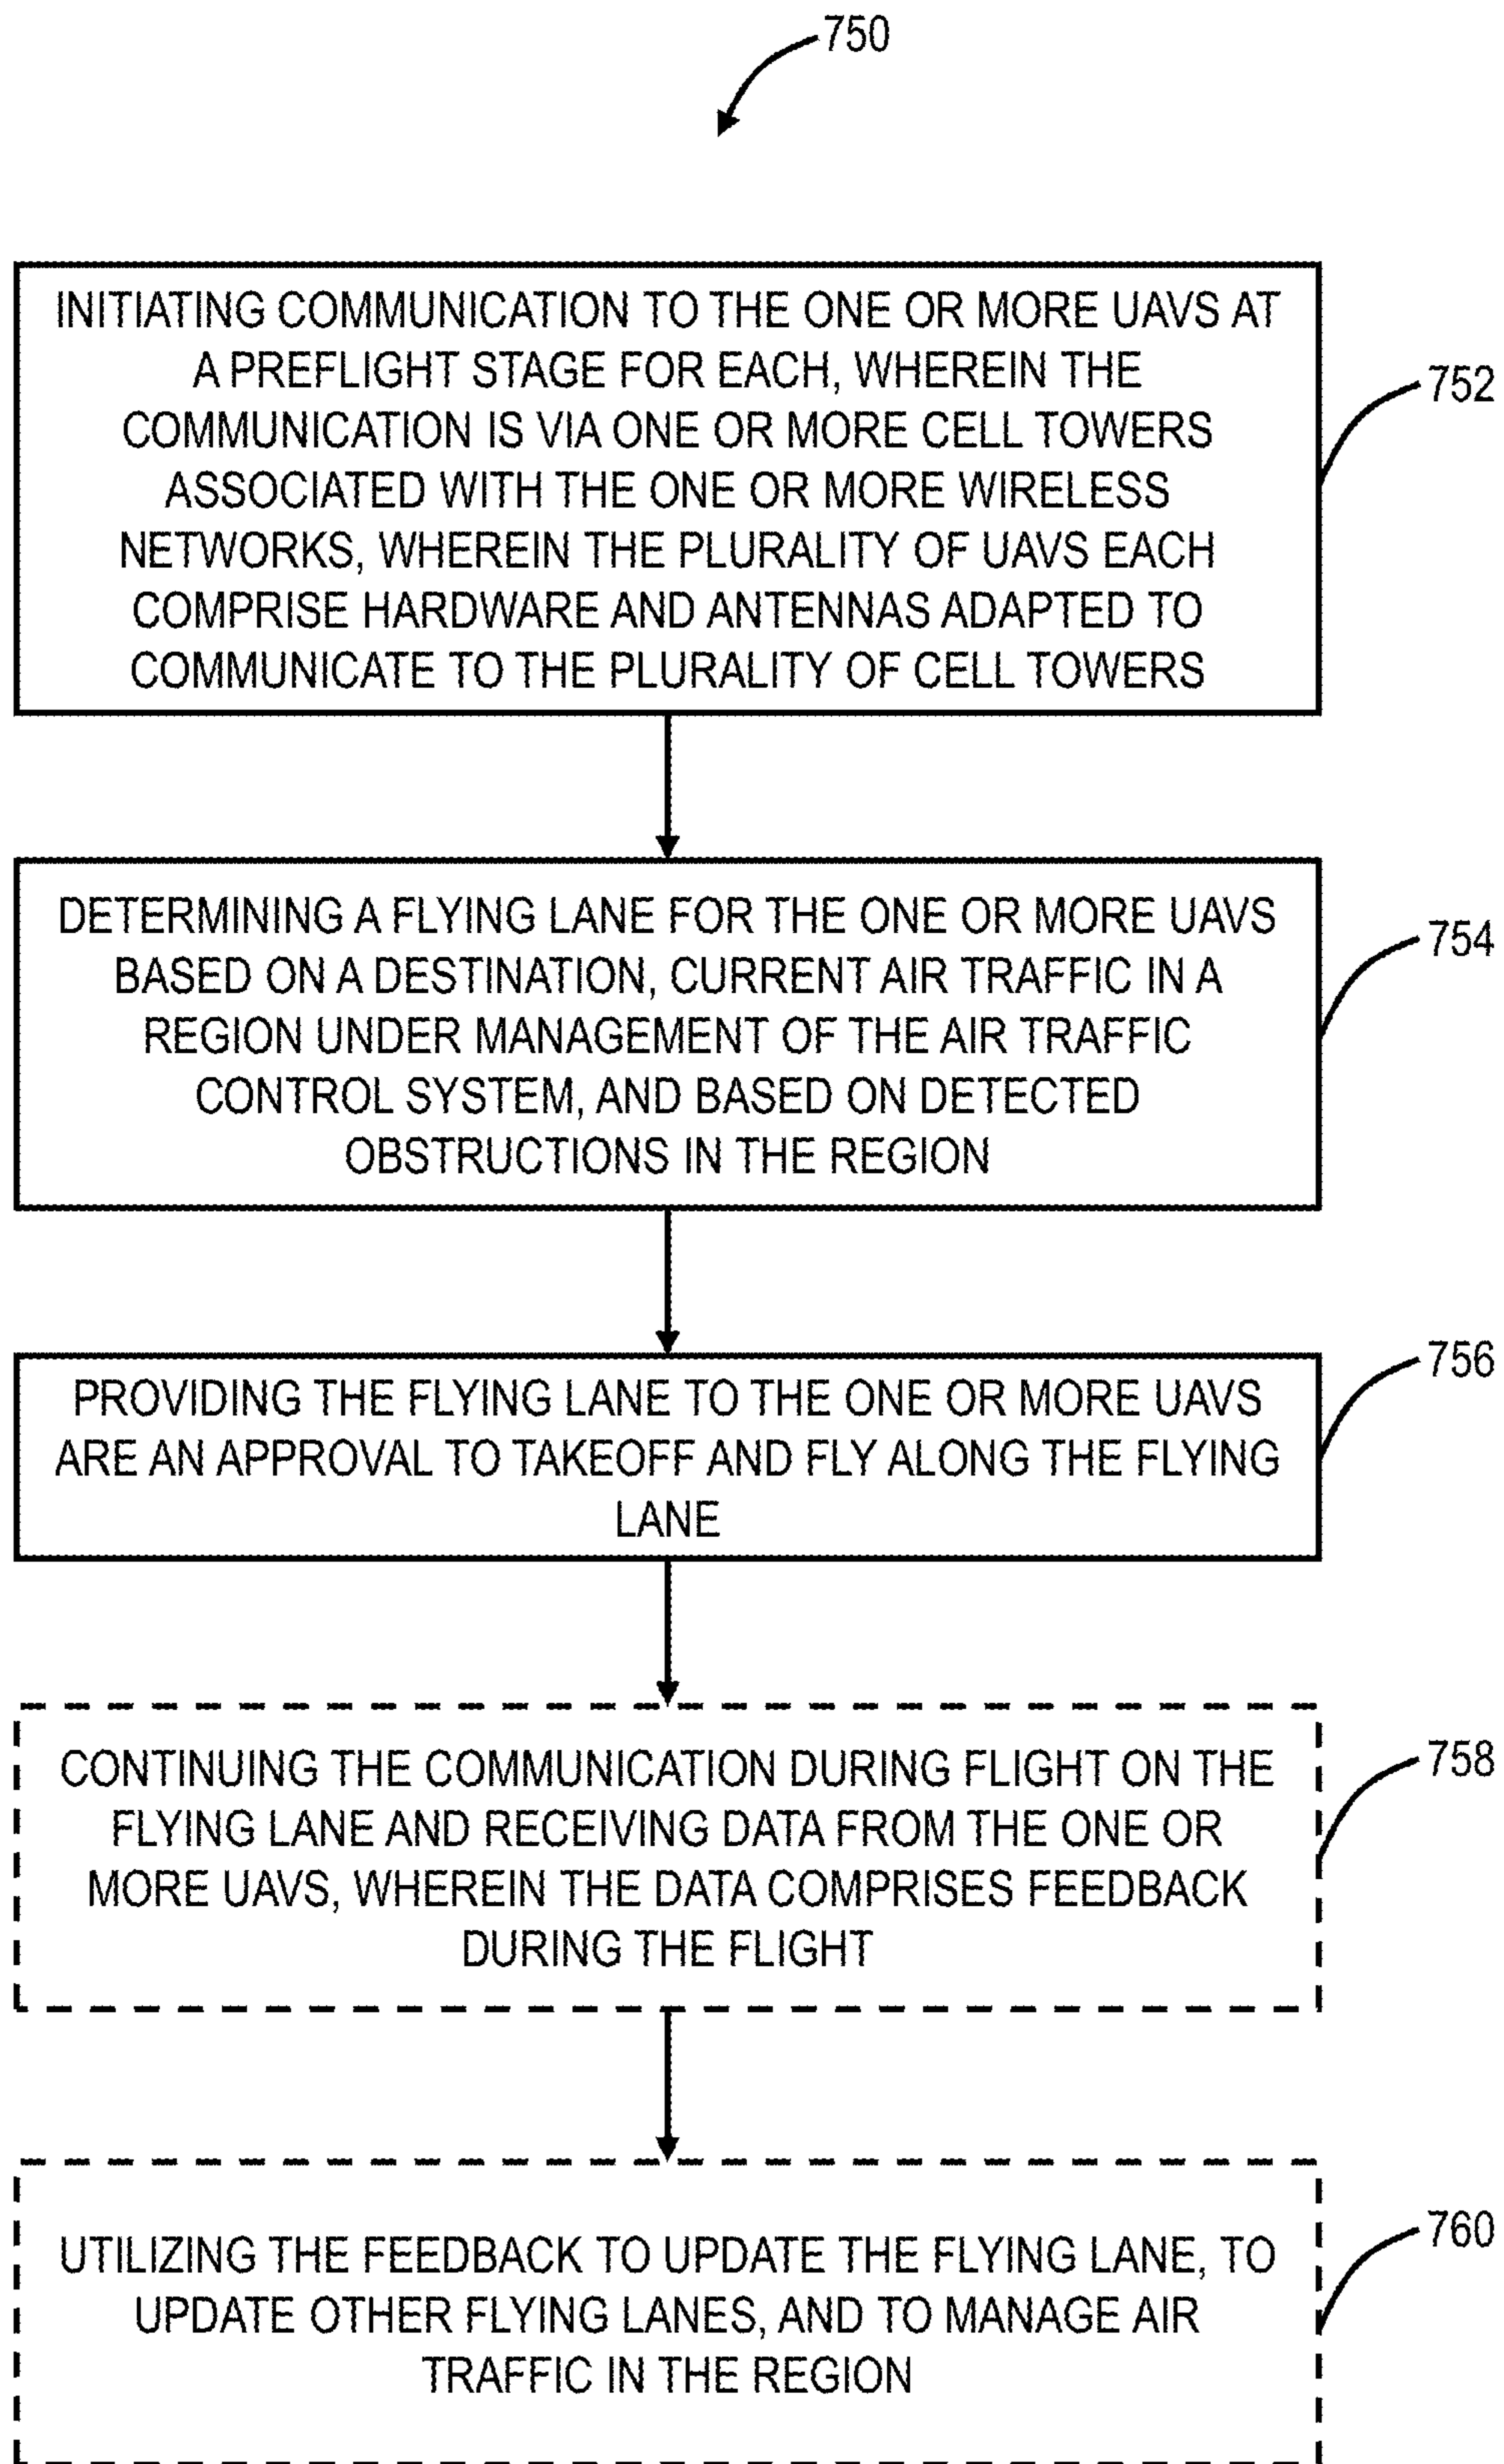 750
INITIATING COMMUNICATION TO THE ONE OR MORE UAVS AT
A PREFLIGHT STAGE FOR EACH, WHEREIN THE
COMMUNICATION IS VIA ONE OR MORE CELL TOWERS
ASSOCIATED WITH THE ONE OR MORE WIRELESS
NETWORKS, WHEREIN THE PLURALITY OF UAVS EACH
COMPRISE HARDWARE AND ANTENNAS ADAPTED TO
COMMUNICATE TO THE PLURALITY OF CELL TOWERS
752
DETERMINING A FLYING LANE FOR THE ONE OR MORE UAVS
BASED ON A DESTINATION, CURRENT AIR TRAFFIC IN A
REGION UNDER MANAGEMENT OF THE AIR TRAFFIC
CONTROL SYSTEM, AND BASED ON DETECTED
OBSTRUCTIONS IN THE REGION
754
PROVIDING THE FLYING LANE TO THE ONE OR MORE UAVS
ARE AN APPROVAL TO TAKEOFF AND FLY ALONG THE FLYING
LANE
756
CONTINUING THE COMMUNICATION DURING FLIGHT ON THE
FLYING LANE AND RECEIVING DATA FROM THE ONE OR
MORE UAVS, WHEREIN THE DATA COMPRISES FEEDBACK
DURING THE FLIGHT
758
UTILIZING THE FEEDBACK TO UPDATE THE FLYING LANE, TO
UPDATE OTHER FLYING LANES, AND TO MANAGE AIR
TRAFFIC IN THE REGION
760